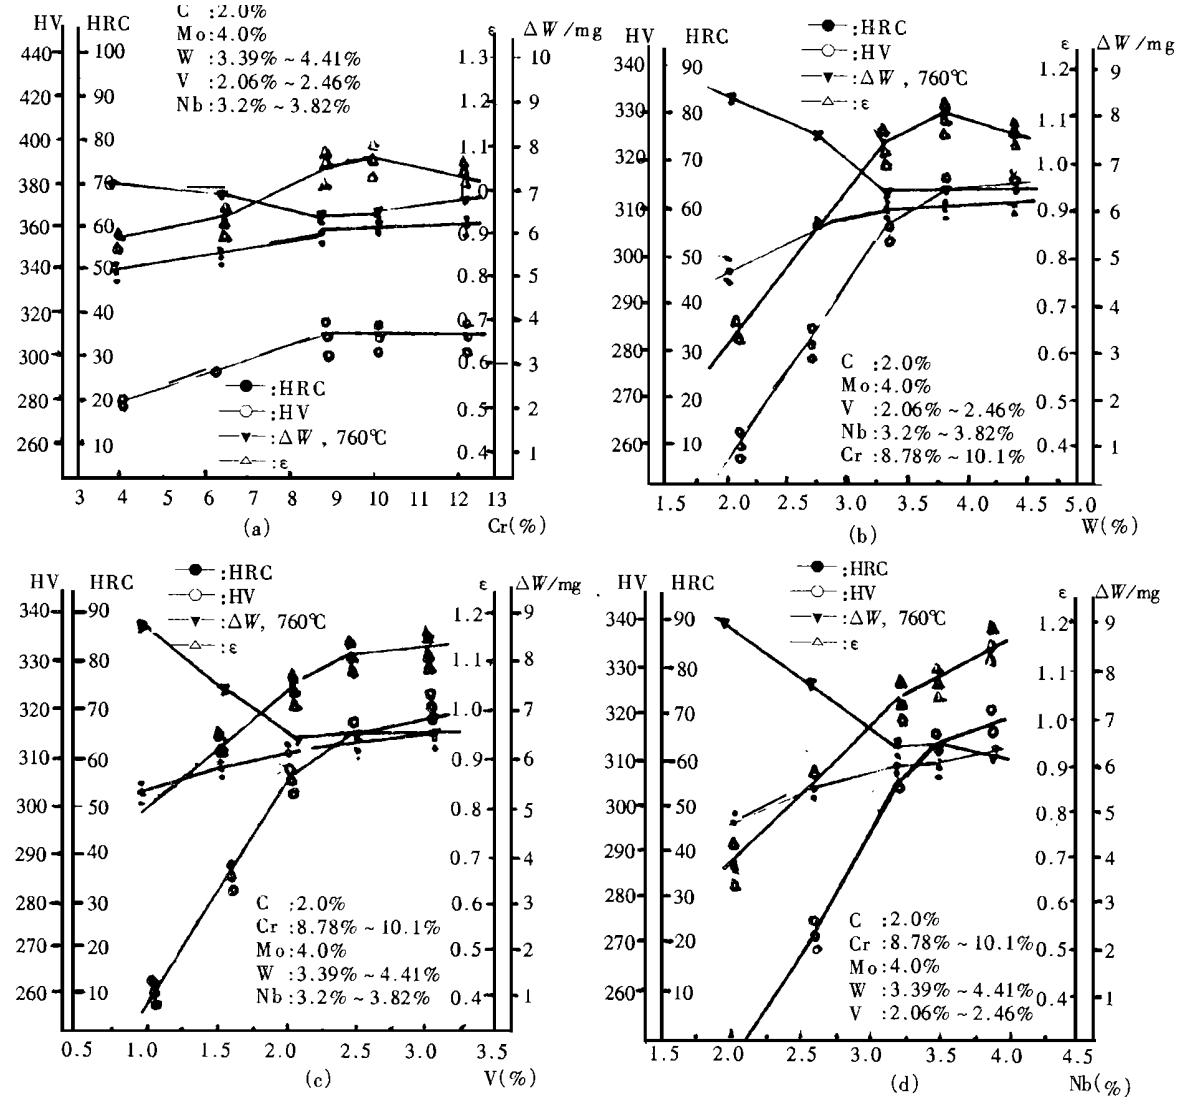 C :2.0%
HV HRC ε ΔW/mg
Mo:4.0%
W :3.39%~4.41%
V :2.06%~2.46%
Nb:3.2%~3.82%
440 100 1.3 10
420 90 1.2 9
400 80 1.1 8
380 70 1.0 7
360 60 0.9 6
340 50 0.8 5
320 40 0.7 4
300 30 0.6 3
280 20 0.5 2
260 10 0.4 1
:HRC
:HV
:ΔW, 760℃
:ε
3 4 5 6 7 8 9 10 11 12 13
(a) Cr(%)
HV HRC ε ΔW/mg
:HRC
:HV
:ΔW, 760℃
:ε
340 90 1.2 9
330 80 1.1 8
320 70 1.0 7
310 60 0.9 6
300 50 0.8 5
290 40 0.7 4
280 30 0.6 3
270 20 0.5 2
260 10 0.4 1
C :2.0%
Mo:4.0%
V :2.06%~2.46%
Nb:3.2%~3.82%
Cr:8.78%~10.1%
1.5 2.0 2.5 3.0 3.5 4.0 4.5 5.0
(b) W(%)
HV HRC ε ΔW/mg
:HRC
:HV
:ΔW, 760℃
:ε
340 90 1.2 9
330 80 1.1 8
320 70 1.0 7
310 60 0.9 6
300 50 0.8 5
290 40 0.7 4
280 30 0.6 3
270 20 0.5 2
260 10 0.4 1
C :2.0%
Cr:8.78%~10.1%
Mo:4.0%
W :3.39%~4.41%
Nb:3.2%~3.82%
0.5 1.0 1.5 2.0 2.5 3.0 3.5
(c) V(%)
HV HRC ε ΔW/mg
:HRC
:HV
:ΔW, 760℃
:ε
340 90 1.2 9
330 80 1.1 8
320 70 1.0 7
310 60 0.9 6
300 50 0.8 5
290 40 0.7 4
280 30 0.6 3
270 20 0.5 2
260 10 0.4 1
C :2.0%
Cr:8.78%~10.1%
Mo:4.0%
W :3.39%~4.41%
V :2.06%~2.46%
1.5 2.0 2.5 3.0 3.5 4.0 4.5
(d) Nb(%)